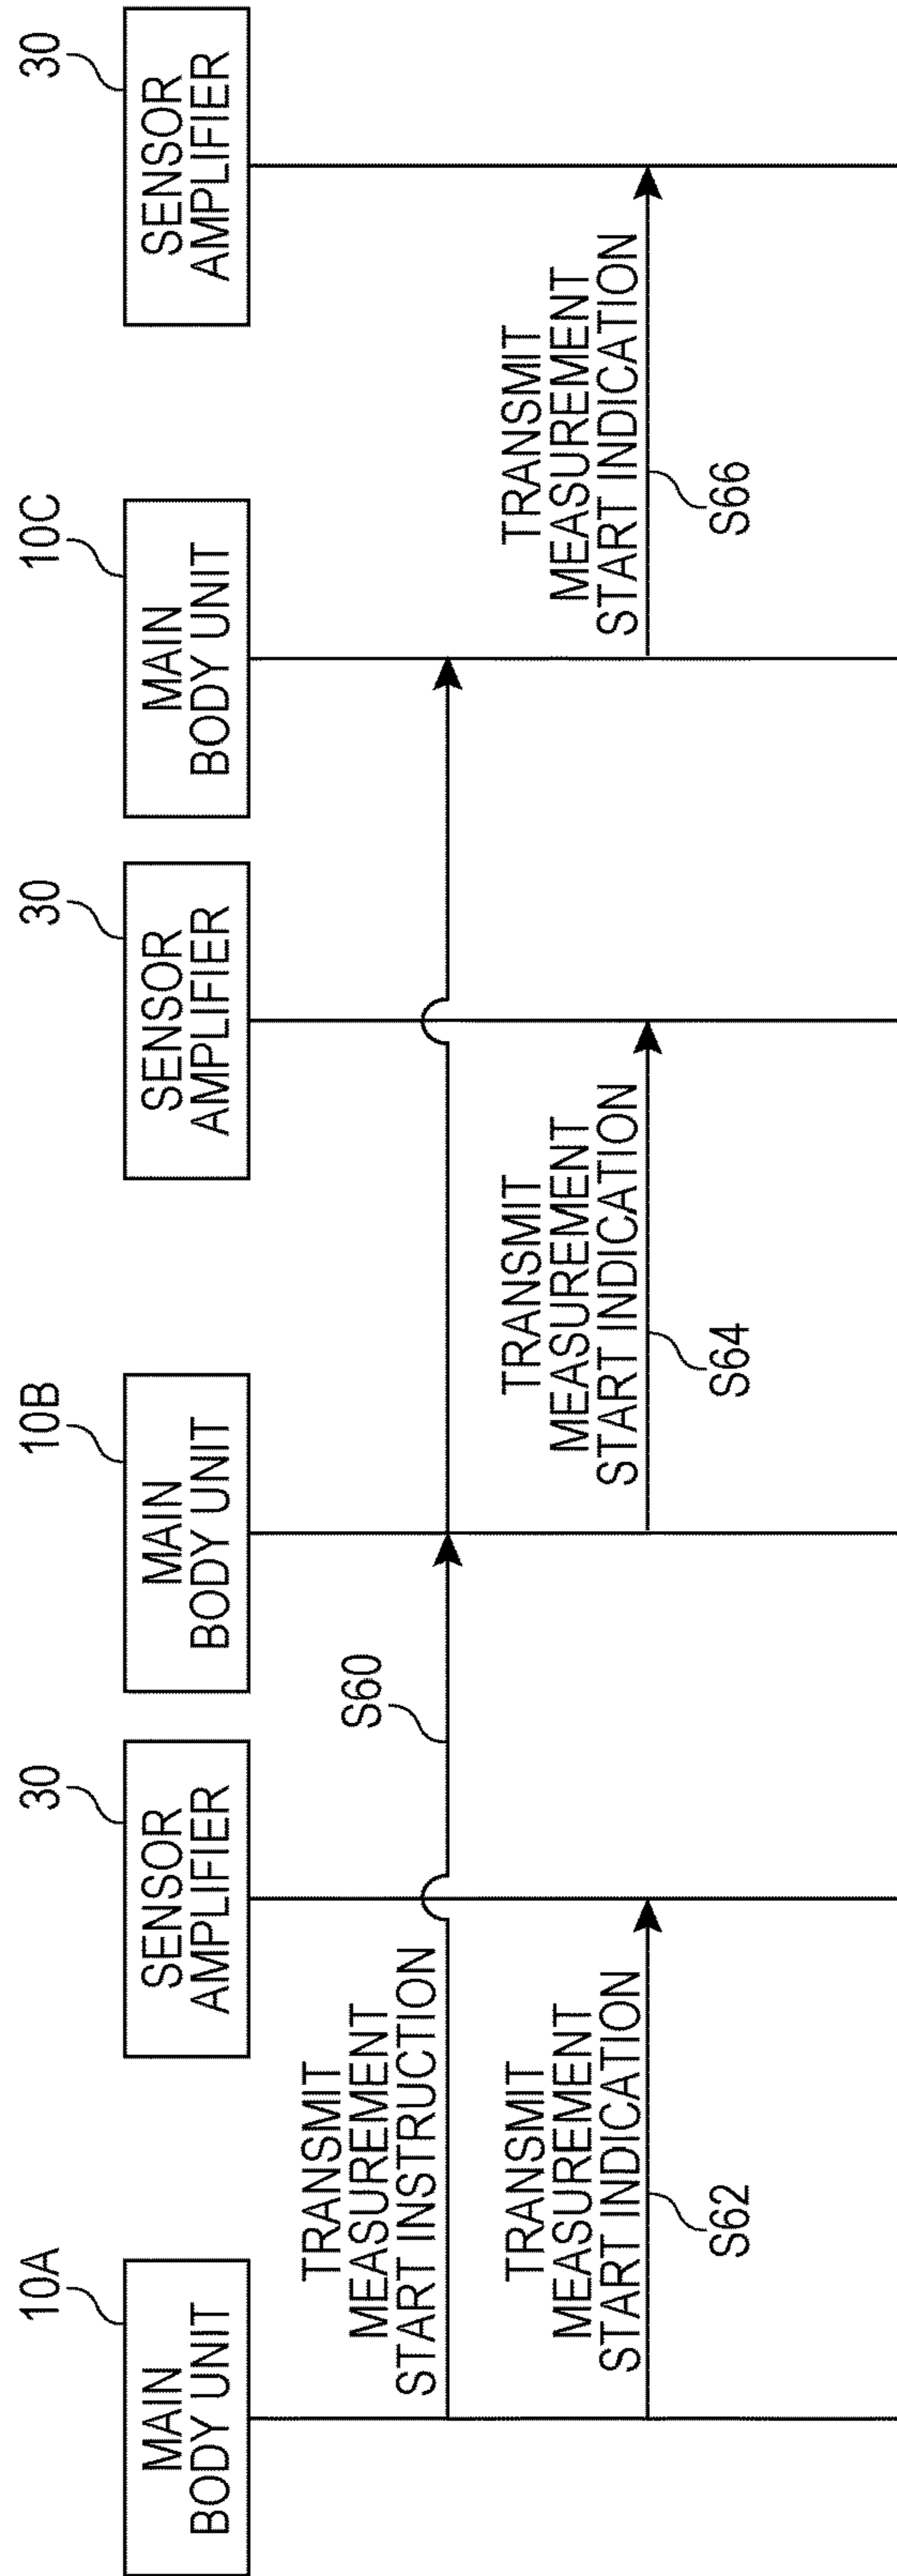 10A
MAIN
BODY UNIT
30
SENSOR
AMPLIFIER
10B
MAIN
BODY UNIT
30
SENSOR
AMPLIFIER
10C
MAIN
BODY UNIT
30
SENSOR
AMPLIFIER
TRANSMIT
MEASUREMENT
START INSTRUCTION
S60
TRANSMIT
MEASUREMENT
START INDICATION
S62
TRANSMIT
MEASUREMENT
START INDICATION
S64
TRANSMIT
MEASUREMENT
START INDICATION
S66